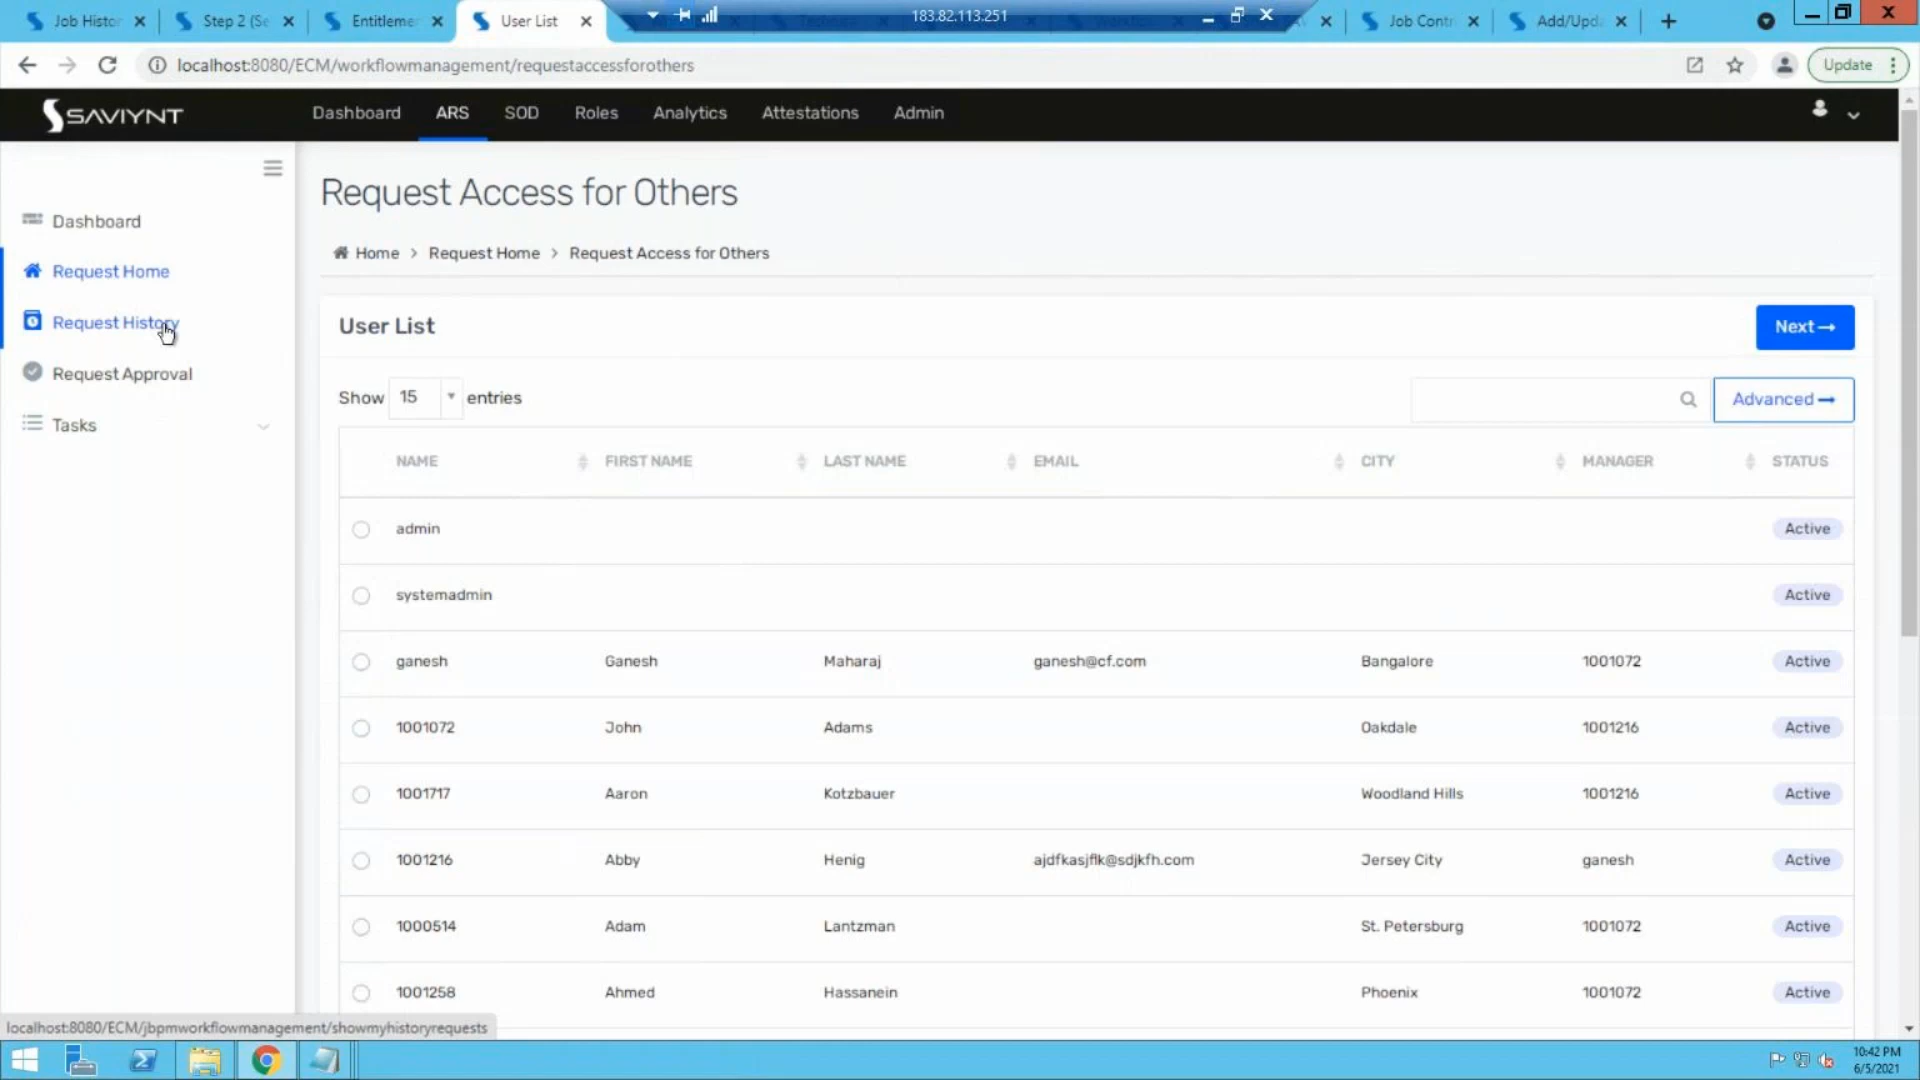 Job Histor
Step 2 (Se
Entitleme
User List
183.82.113.251
Job Contr
Add/Upda
localhost:8080/ECM/workflowmanagement/requestaccessforothers
Update
SAVIYNT
Dashboard ARS SOD Roles Analytics Attestations Admin
Dashboard
Request Home
Request History
Request Approval
Tasks
Request Access for Others
Home > Request Home > Request Access for Others
User List
Next
Show 15 entries
Advanced
NAME FIRST NAME LAST NAME EMAIL CITY MANAGER STATUS
admin Active
systemadmin Active
ganesh Ganesh Maharaj ganesh@cf.com Bangalore 1001072 Active
1001072 John Adams Oakdale 1001216 Active
1001717 Aaron Kotzbauer Woodland Hills 1001216 Active
1001216 Abby Henig ajdfkasjflk@sdjkfh.com Jersey City ganesh Active
1000514 Adam Lantzman St. Petersburg 1001072 Active
1001258 Ahmed Hassanein Phoenix 1001072 Active
localhost:8080/ECM/jbpmworkflowmanagement/showmyhistoryrequests
10:42 PM
6/5/2021